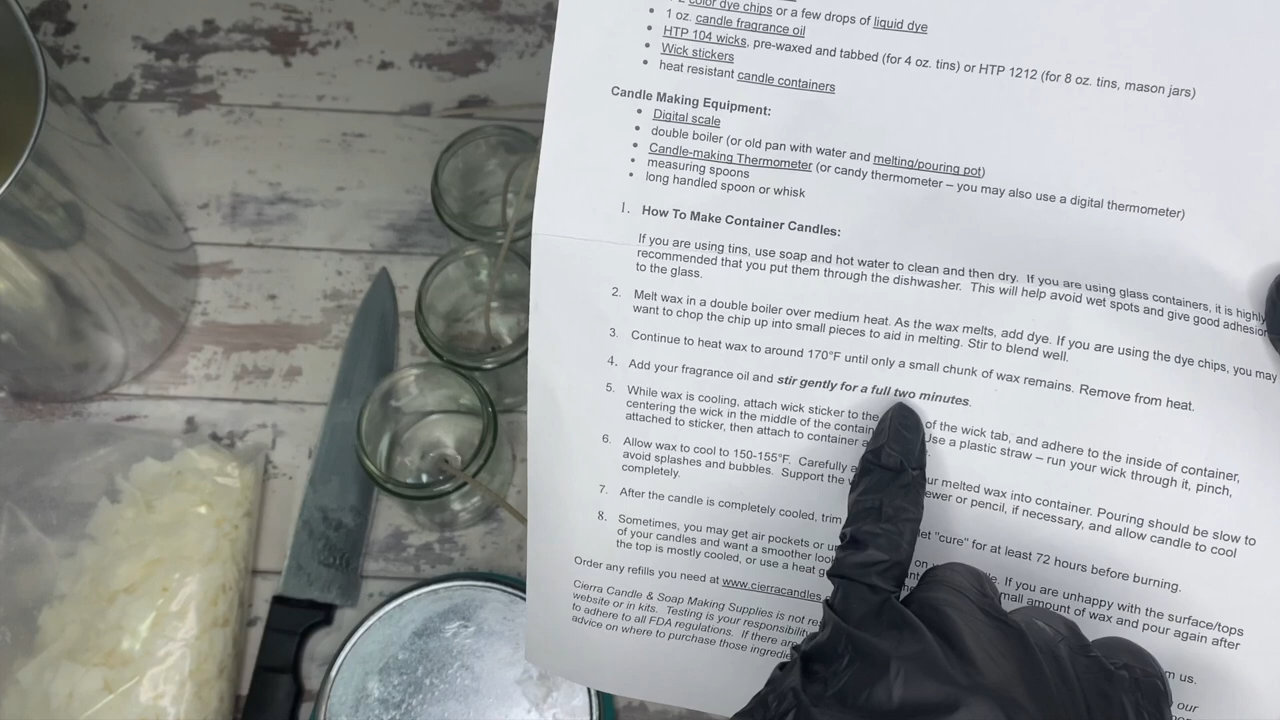 color dye chips or a few drops of liquid dye
1 oz. candle fragrance oil
HTP 104 wicks, pre-waxed and tabbed (for 4 oz. tins) or HTP 1212 (for 8 oz. tins, mason jars)
Wick stickers
heat resistant candle containers
Candle Making Equipment:
Digital scale
double boiler (or old pan with water and melting/pouring pot)
Candle-making Thermometer (or candy thermometer – you may also use a digital thermometer)
measuring spoons
long handled spoon or whisk
1. How To Make Container Candles:
If you are using tins, use soap and hot water to clean and then dry. If you are using glass containers, it is highly
recommended that you put them through the dishwasher. This will help avoid wet spots and give good adhesion
to the glass.
2. Melt wax in a double boiler over medium heat. As the wax melts, add dye. If you are using the dye chips, you may
want to chop the chip up into small pieces to aid in melting. Stir to blend well.
3. Continue to heat wax to around 170°F until only a small chunk of wax remains. Remove from heat.
4. Add your fragrance oil and stir gently for a full two minutes.
5. While wax is cooling, attach wick sticker to the of the wick tab, and adhere to the inside of container,
centering the wick in the middle of the Use a plastic straw – run your wick through it, pinch,
attached to sticker, then attach to container
6. Allow wax to cool to 150-155°F. Carefully melted wax into container. Pouring should be slow to
avoid splashes and bubbles. Support the or pencil, if necessary, and allow candle to cool
completely.
7. After the candle is completely cooled, trim "cure" for at least 72 hours before burning.
8. Sometimes, you may get air pockets or on If you are unhappy with the surface/tops
of your candles and want a smoother small amount of wax and pour again after
the top is mostly cooled, or use a heat
Order any refills you need at www.cierracandles us.
Cierra Candle & Soap Making Supplies is not our
website or in kits. Testing is your responsibility
to adhere to all FDA regulations. If there are
advice on where to purchase those